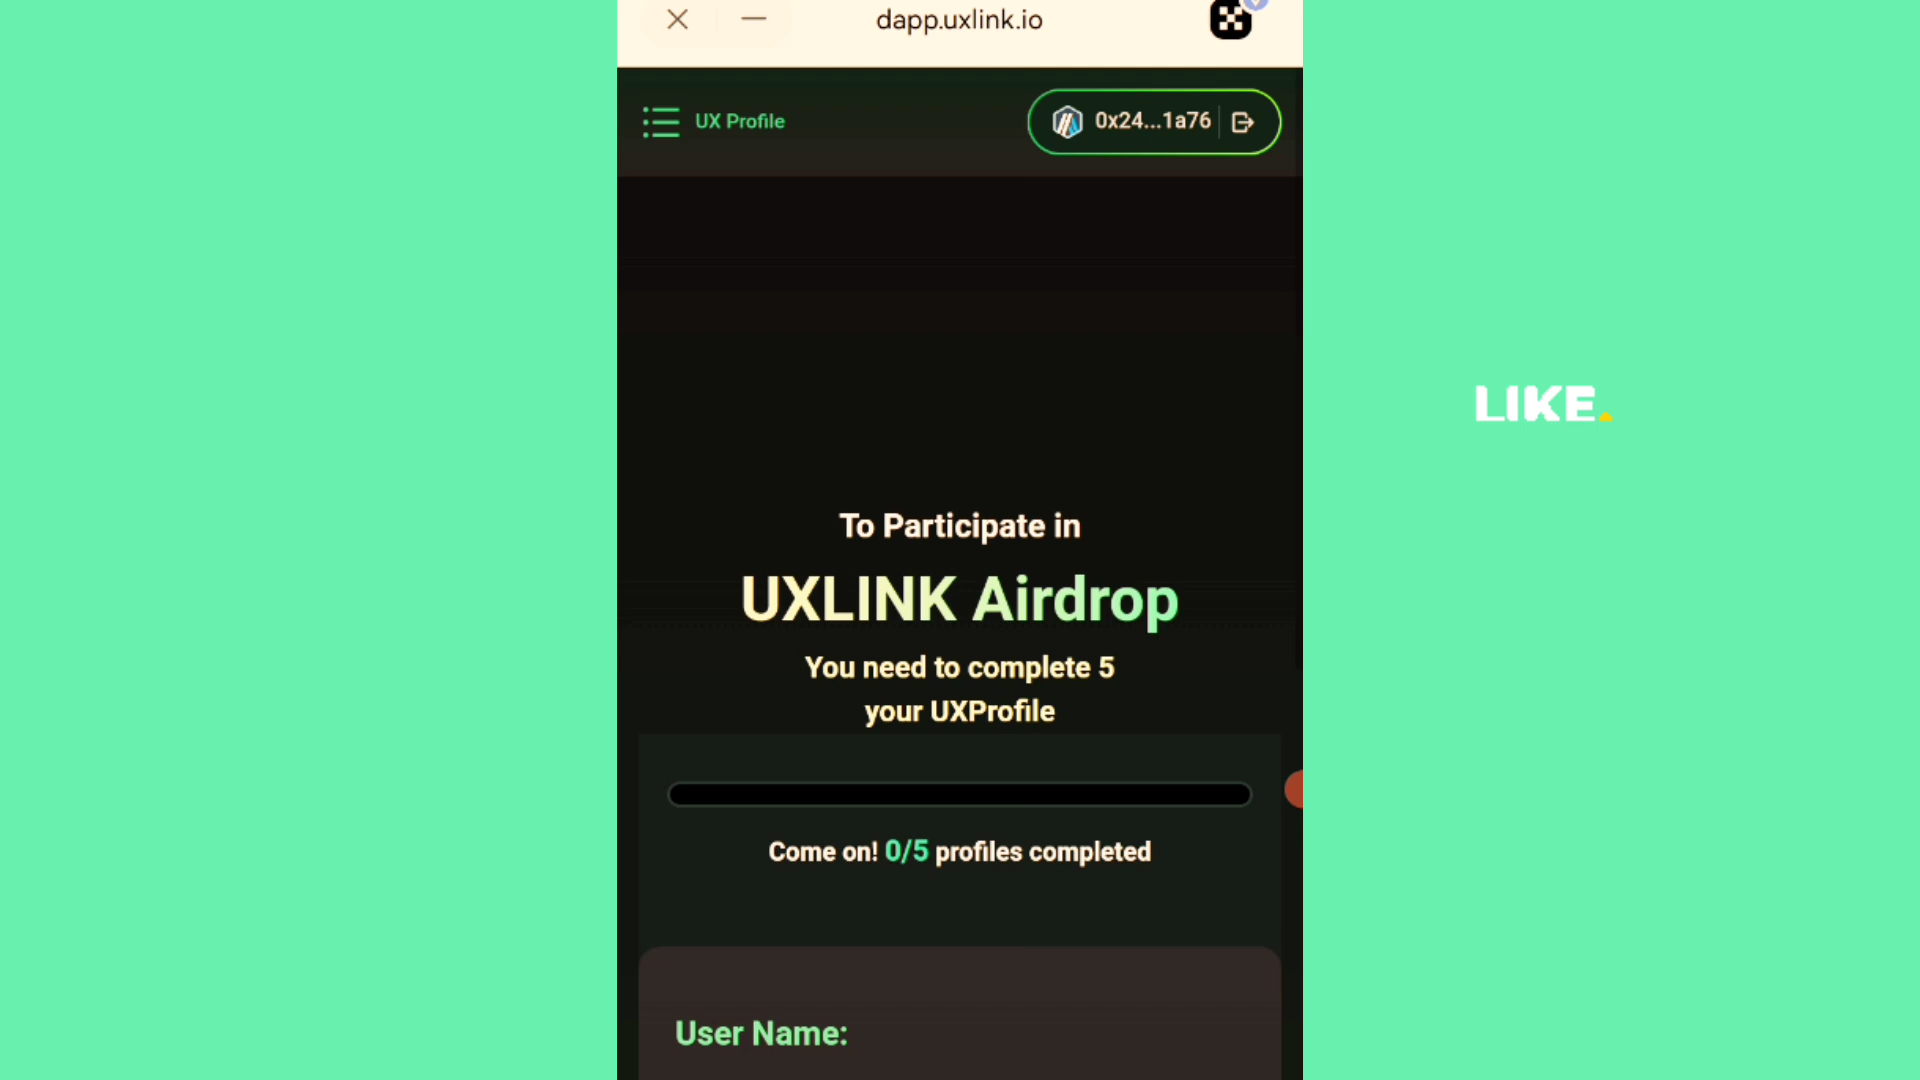 dapp.uxlink.io
UX Profile
0x24...1a76
LIKE.
To Participate in
UXLINK Airdrop
You need to complete 5
your UXProfile
Come on! 0/5 profiles completed
User Name: